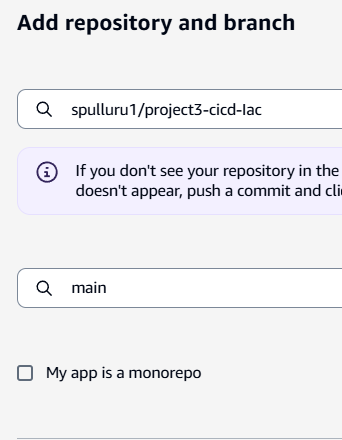 Add repository and branch
spulluru1/project3-cicd-Iac
If you don't see your repository in the
doesn't appear, push a commit and clic
main
My app is a monorepo